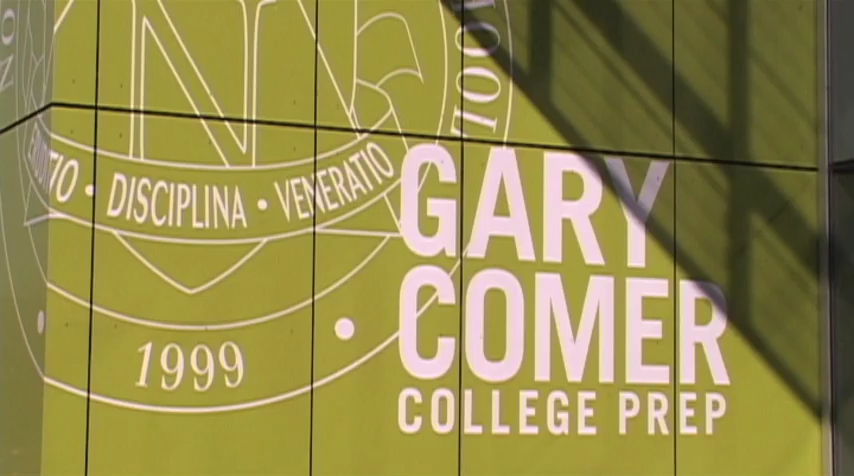 DISCIPLINA • VENERATIO
1999
GARY
COMER
COLLEGE PREP